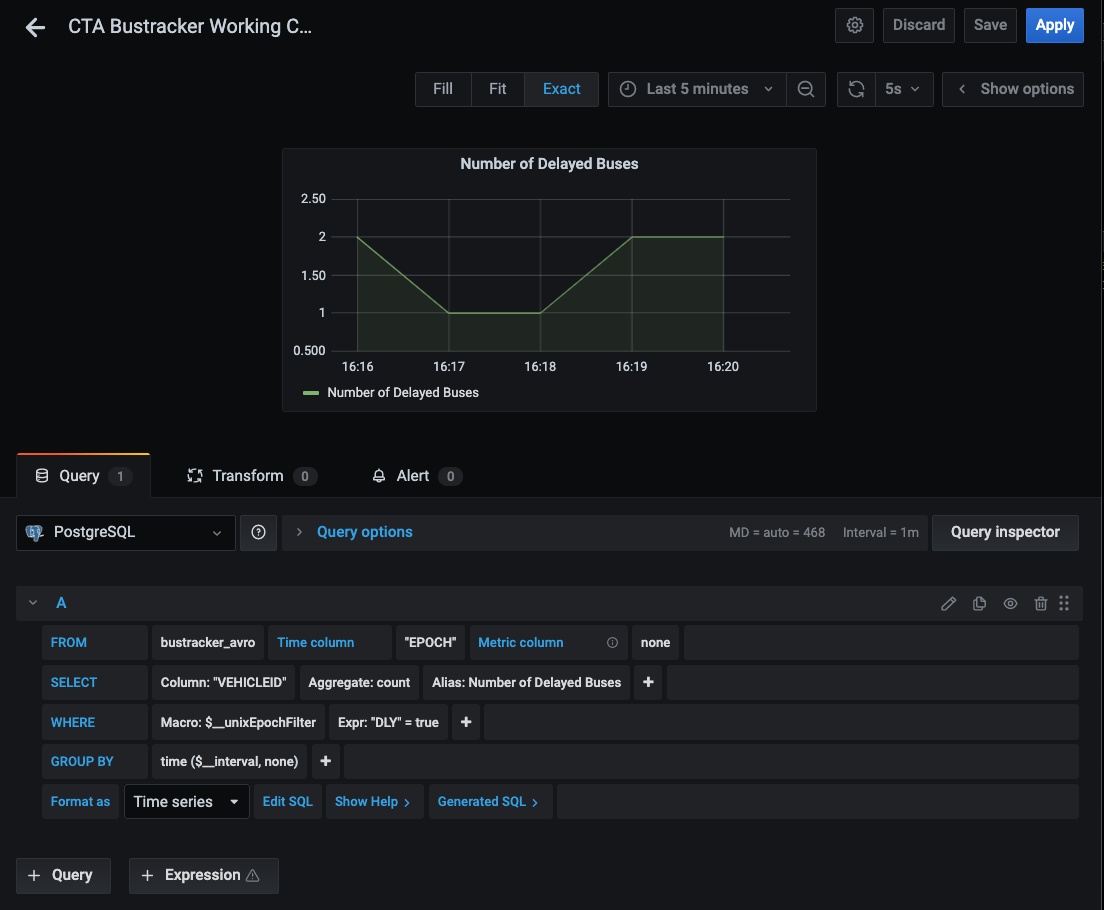 CTA Bustracker Working C...
Discard Save Apply
Fill Fit Exact Last 5 minutes 5s Show options
Number of Delayed Buses
2.50
2
1.50
1
0.500
16:16 16:17 16:18 16:19 16:20
Number of Delayed Buses
Query 1 Transform 0 Alert 0
PostgreSQL Query options MD = auto = 468 Interval = 1m Query inspector
A
FROM bustracker_avro Time column "EPOCH" Metric column none
SELECT Column: "VEHICLEID" Aggregate: count Alias: Number of Delayed Buses +
WHERE Macro: $__unixEpochFilter Expr: "DLY" = true +
GROUP BY time ($__interval, none) +
Format as Time series Edit SQL Show Help > Generated SQL >
+ Query + Expression